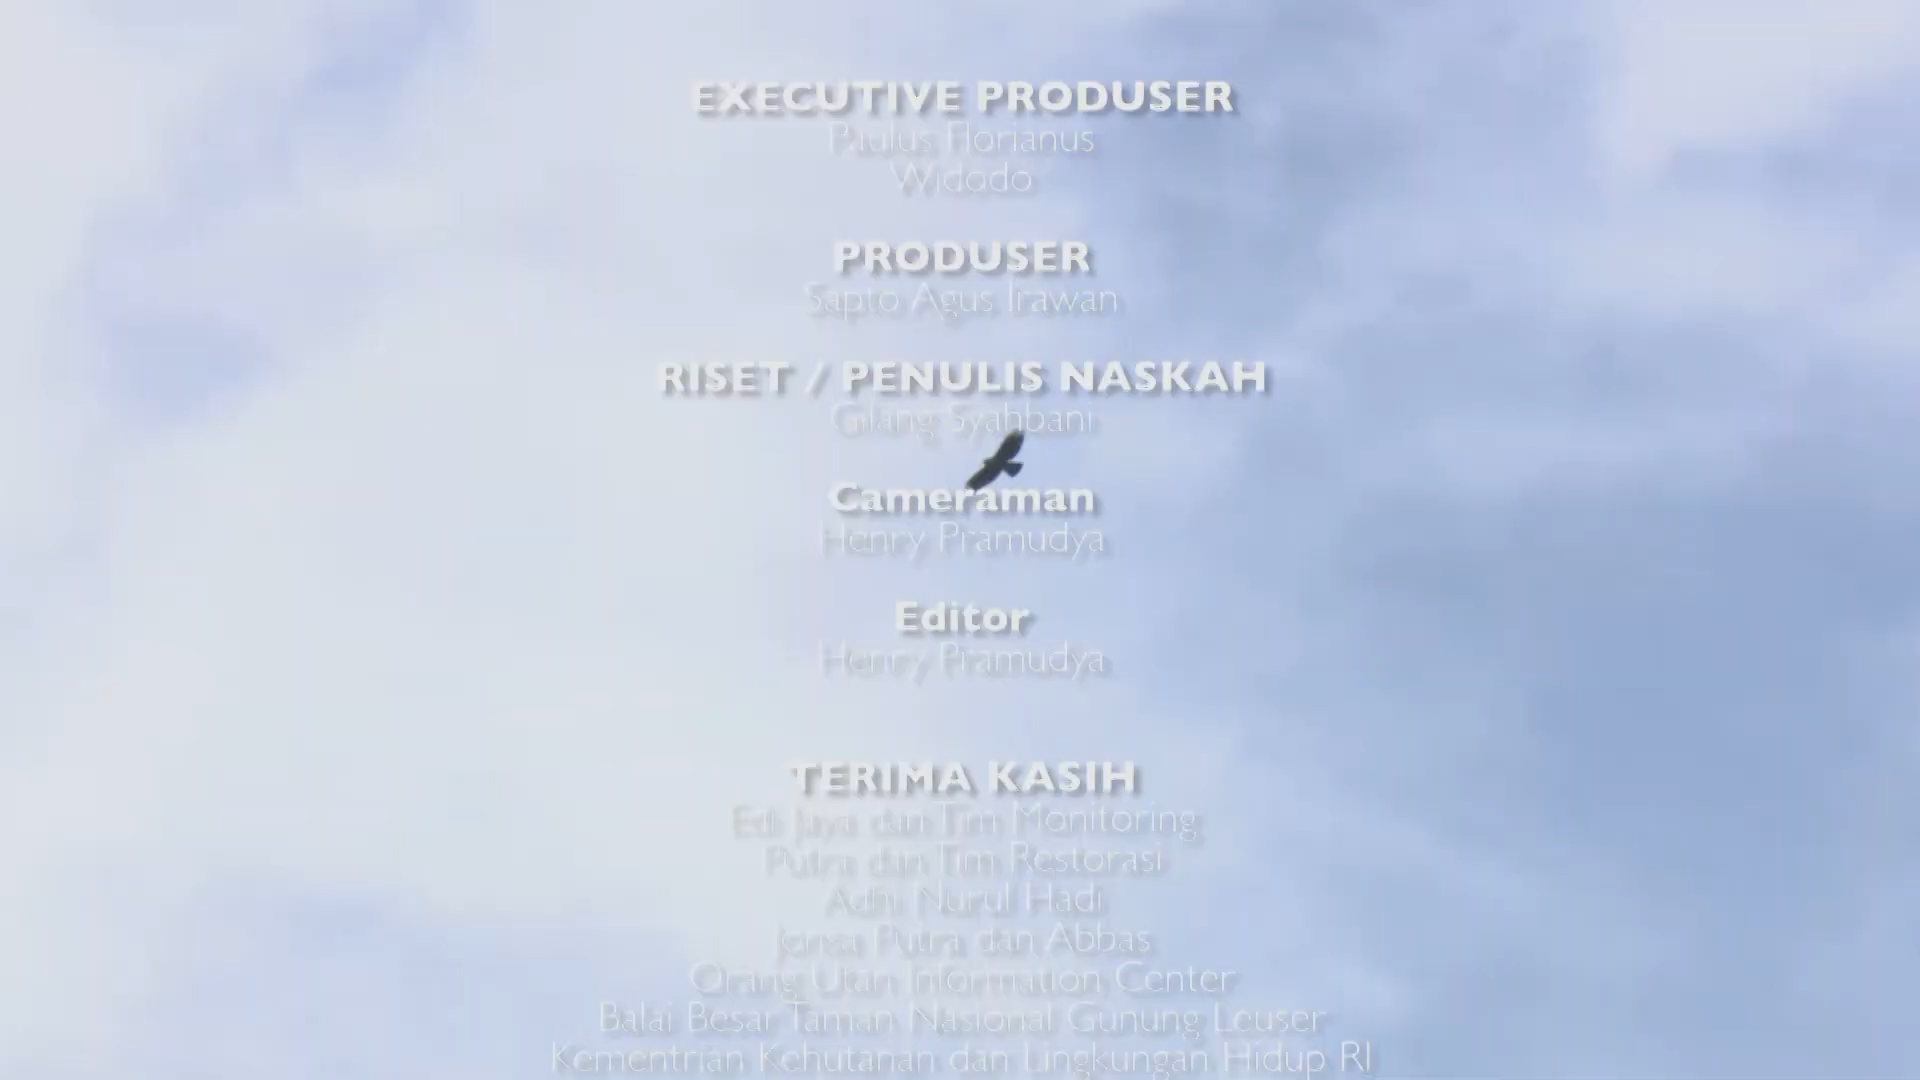 EXECUTIVE PRODUSER
Paulus Florianus
Widodo
PRODUSER
Sapto Agus Irawan
RISET / PENULIS NASKAH
Gilang Syahbani
Cameraman
Henry Pramudya
Editor
Henry Pramudya
TERIMA KASIH
Edi Jaya dan Tim Monitoring
Putra dan Tim Restorasi
Adhi Nurul Hadi
Putra dan Abbas
Orang Utan Information Center
Balai Besar Taman Nasional Gunung Leuser
Kementrian Kehutanan dan Lingkungan Hidup RI